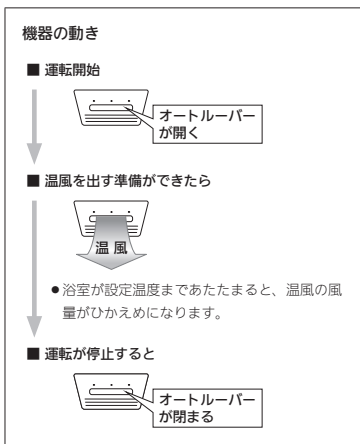 機器の動き
■ 運転開始
オートルーバー
が開く
■ 温風を出す準備ができたら
温 風
●浴室が設定温度まであたたまると、温風の風
量がひかえめになります。
■ 運転が停止すると
オートルーバー
が閉まる